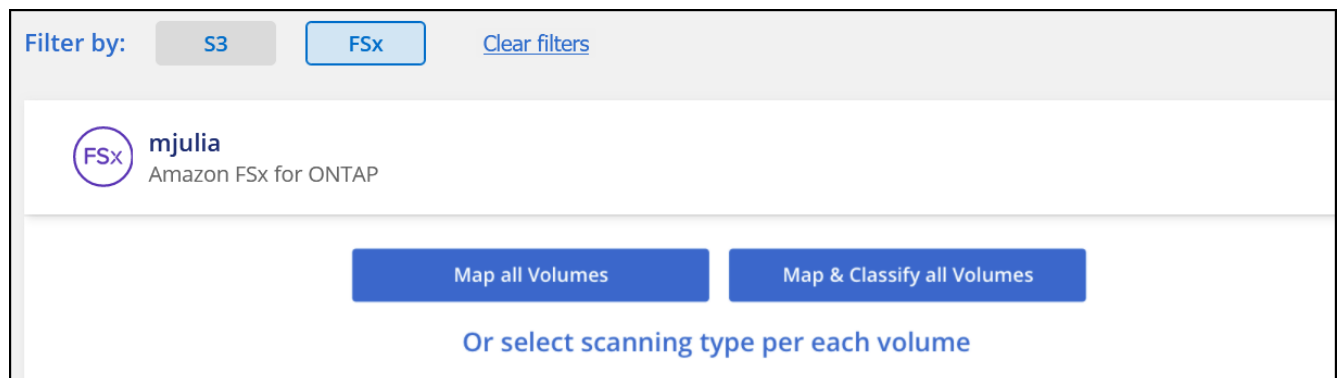 Filter by: S3 FSx Clear filters
FSx
mjulia
Amazon FSx for ONTAP
Map all Volumes Map & Classify all Volumes
Or select scanning type per each volume